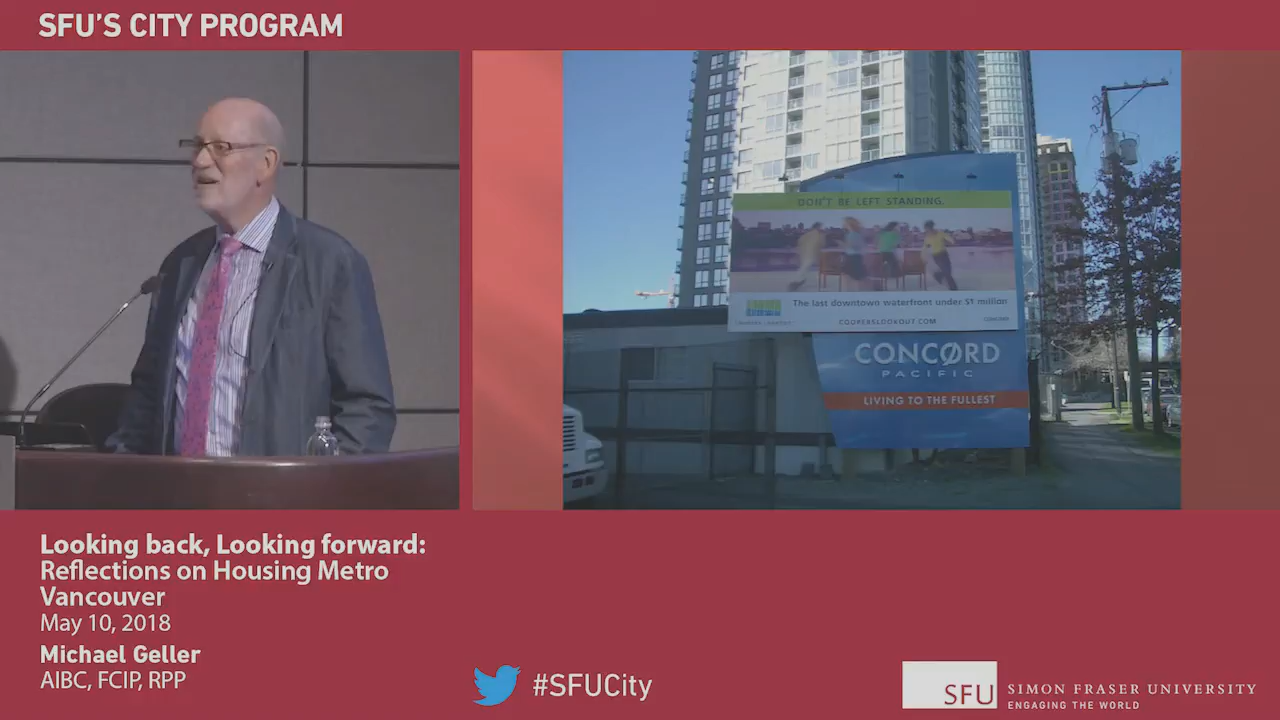 SFU'S CITY PROGRAM
DON'T BE LEFT STANDING.
The last downtown waterfront under $1 million
COOPERSLOOKOUT.COM
CONCORD
PACIFIC
LIVING TO THE FULLEST
Looking back, Looking forward:
Reflections on Housing Metro
Vancouver
May 10, 2018
Michael Geller
AIBC, FCIP, RPP
#SFUCity
SFU
SIMON FRASER UNIVERSITY
ENGAGING THE WORLD